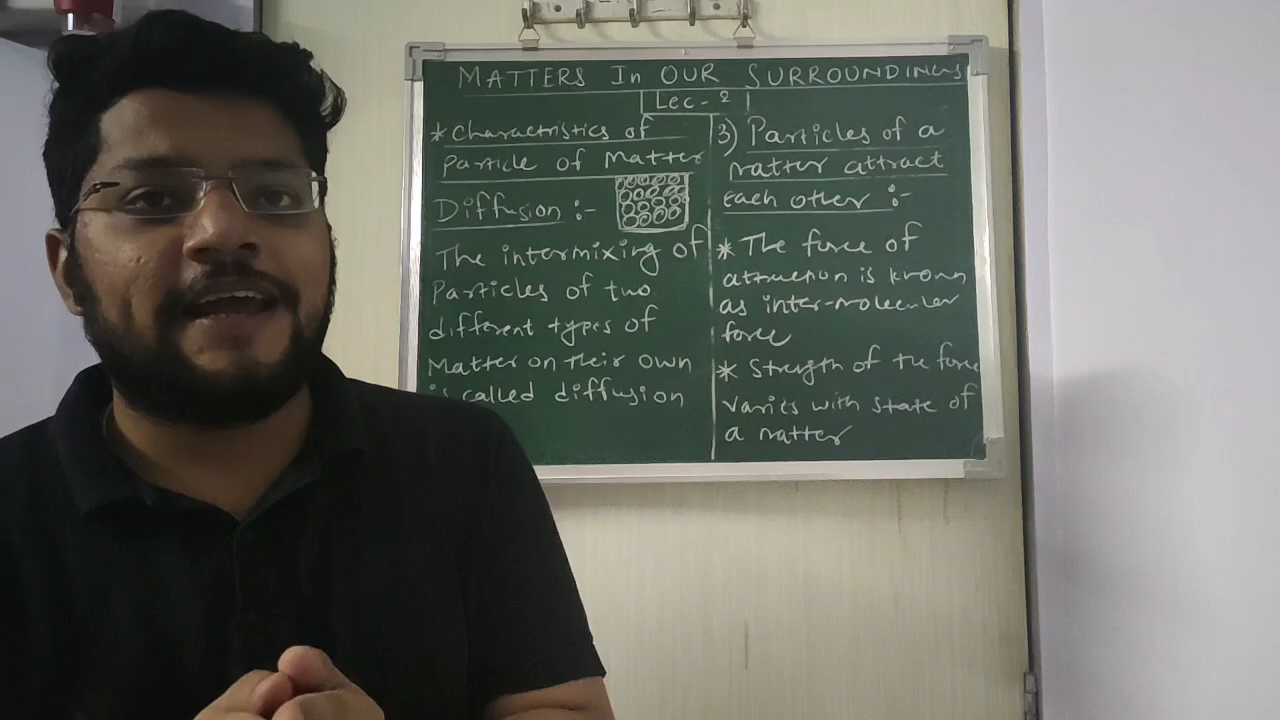 MATTERS In OUR SURROUNDINGS
Lec-2
* Characteristics of
Particle of Matter
Diffusion :-
The intermixing of
Particles of two
different types of
Matter on their own
is called diffusion
3) Particles of a
matter attract
each other :-
* The force of
attraction is known
as inter-molecular
force
* Strength of the force
varies with state of
a matter